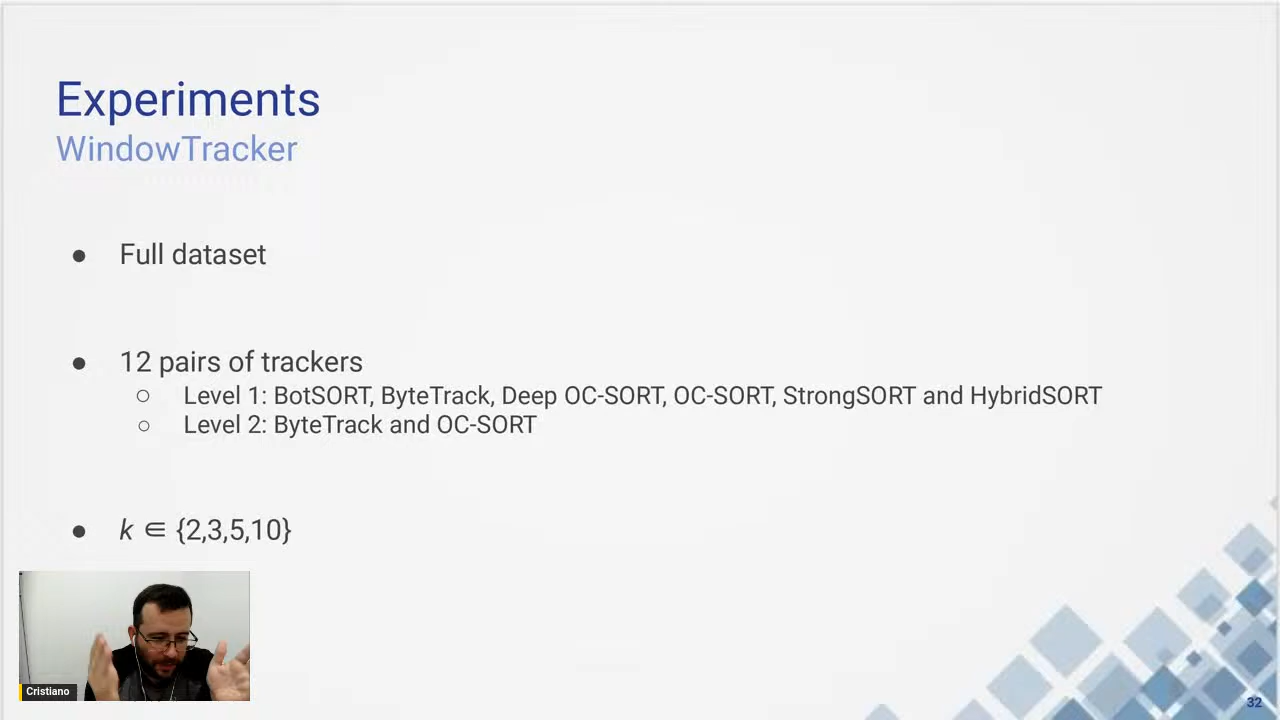 Experiments
WindowTracker
● Full dataset
● 12 pairs of trackers
○ Level 1: BotSORT, ByteTrack, Deep OC-SORT, OC-SORT, StrongSORT and HybridSORT
○ Level 2: ByteTrack and OC-SORT
● k ∈ {2,3,5,10}
Cristiano
32